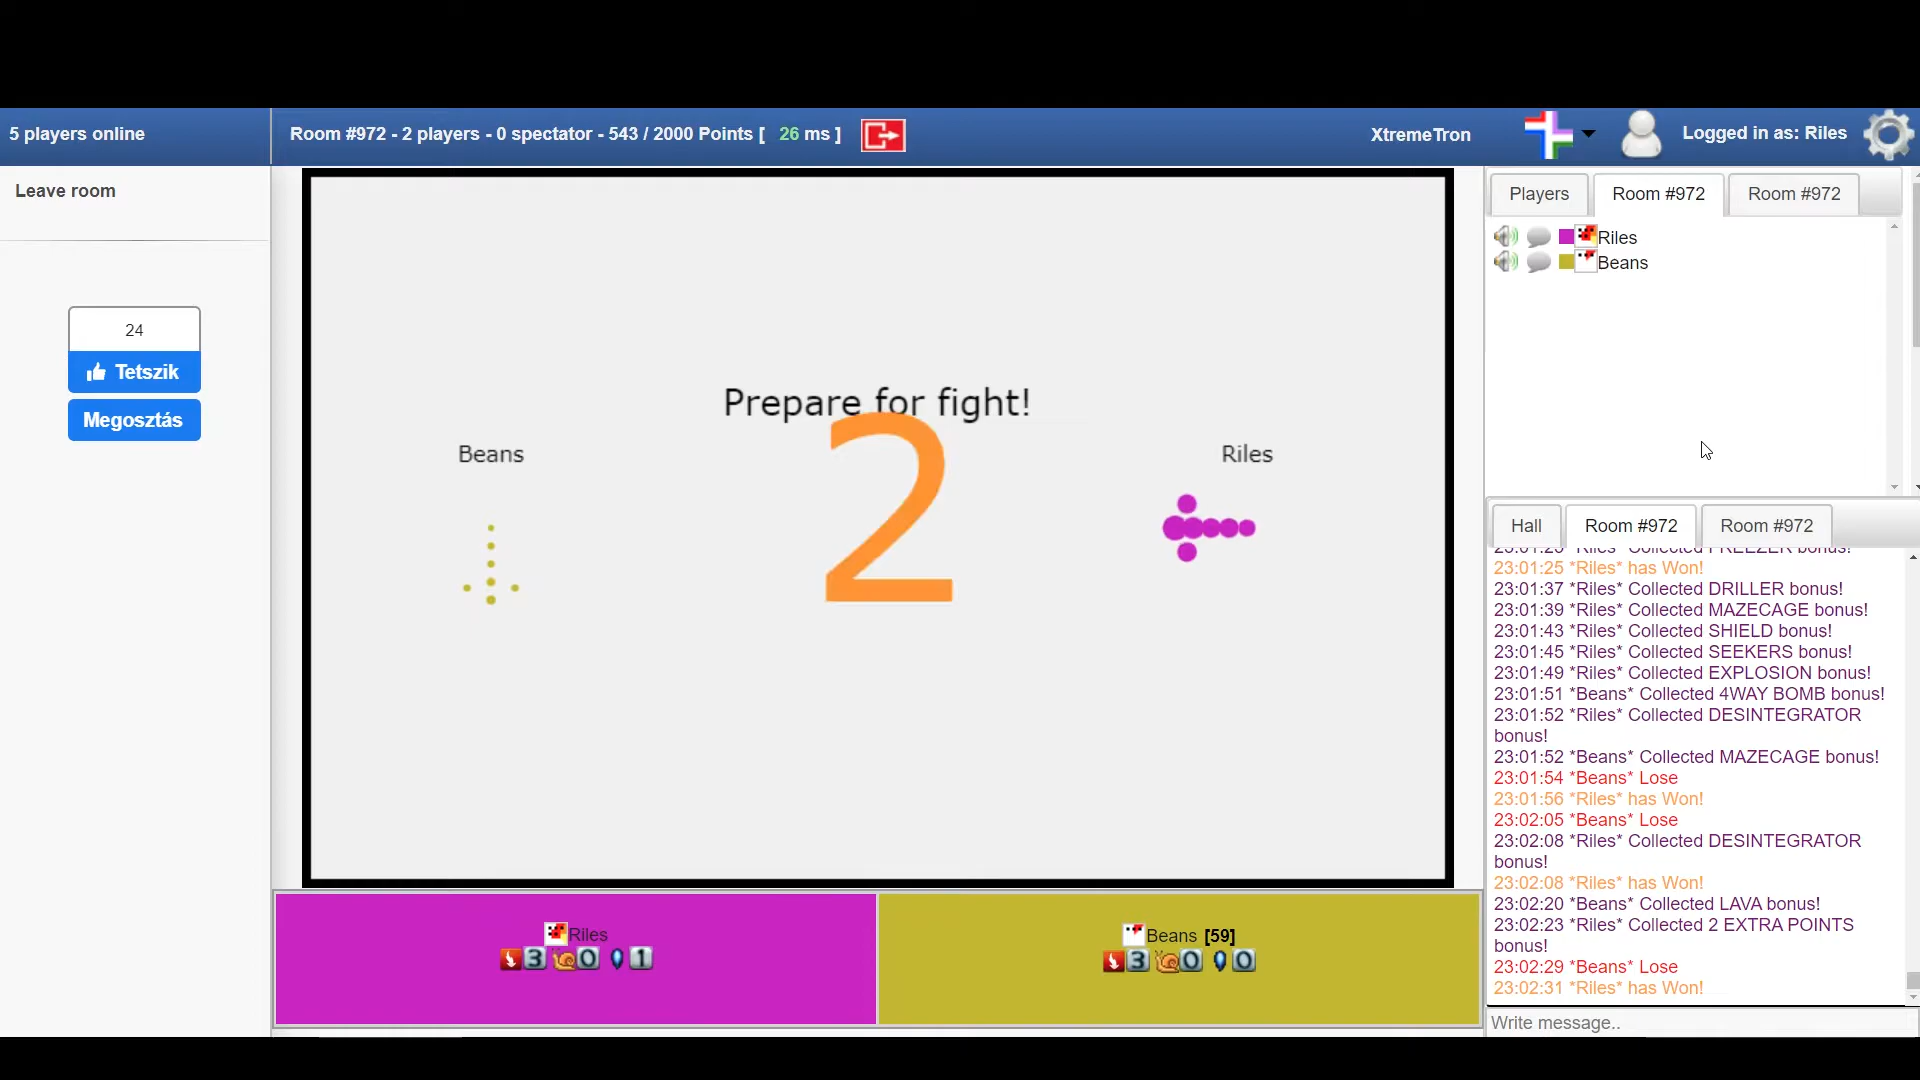 5 players online
Room #972 - 2 players - 0 spectator - 543 / 2000 Points [ 26 ms ]
XtremeTron
Logged in as: Riles
Leave room
24
Tetszik
Megosztás
Prepare for fight!
2
Beans
Riles
Riles
3 0 1
Beans [59]
3 0 0
Players
Room #972
Room #972
Riles
Beans
Hall
Room #972
Room #972
23:01:25 *Riles* Collected FREEZER bonus!
23:01:25 *Riles* has Won!
23:01:37 *Riles* Collected DRILLER bonus!
23:01:39 *Riles* Collected MAZECAGE bonus!
23:01:43 *Riles* Collected SHIELD bonus!
23:01:45 *Riles* Collected SEEKERS bonus!
23:01:49 *Riles* Collected EXPLOSION bonus!
23:01:51 *Beans* Collected 4WAY BOMB bonus!
23:01:52 *Riles* Collected DESINTEGRATOR
bonus!
23:01:52 *Beans* Collected MAZECAGE bonus!
23:01:54 *Beans* Lose
23:01:56 *Riles* has Won!
23:02:05 *Beans* Lose
23:02:08 *Riles* Collected DESINTEGRATOR
bonus!
23:02:08 *Riles* has Won!
23:02:20 *Beans* Collected LAVA bonus!
23:02:23 *Riles* Collected 2 EXTRA POINTS
bonus!
23:02:29 *Beans* Lose
23:02:31 *Riles* has Won!
Write message..